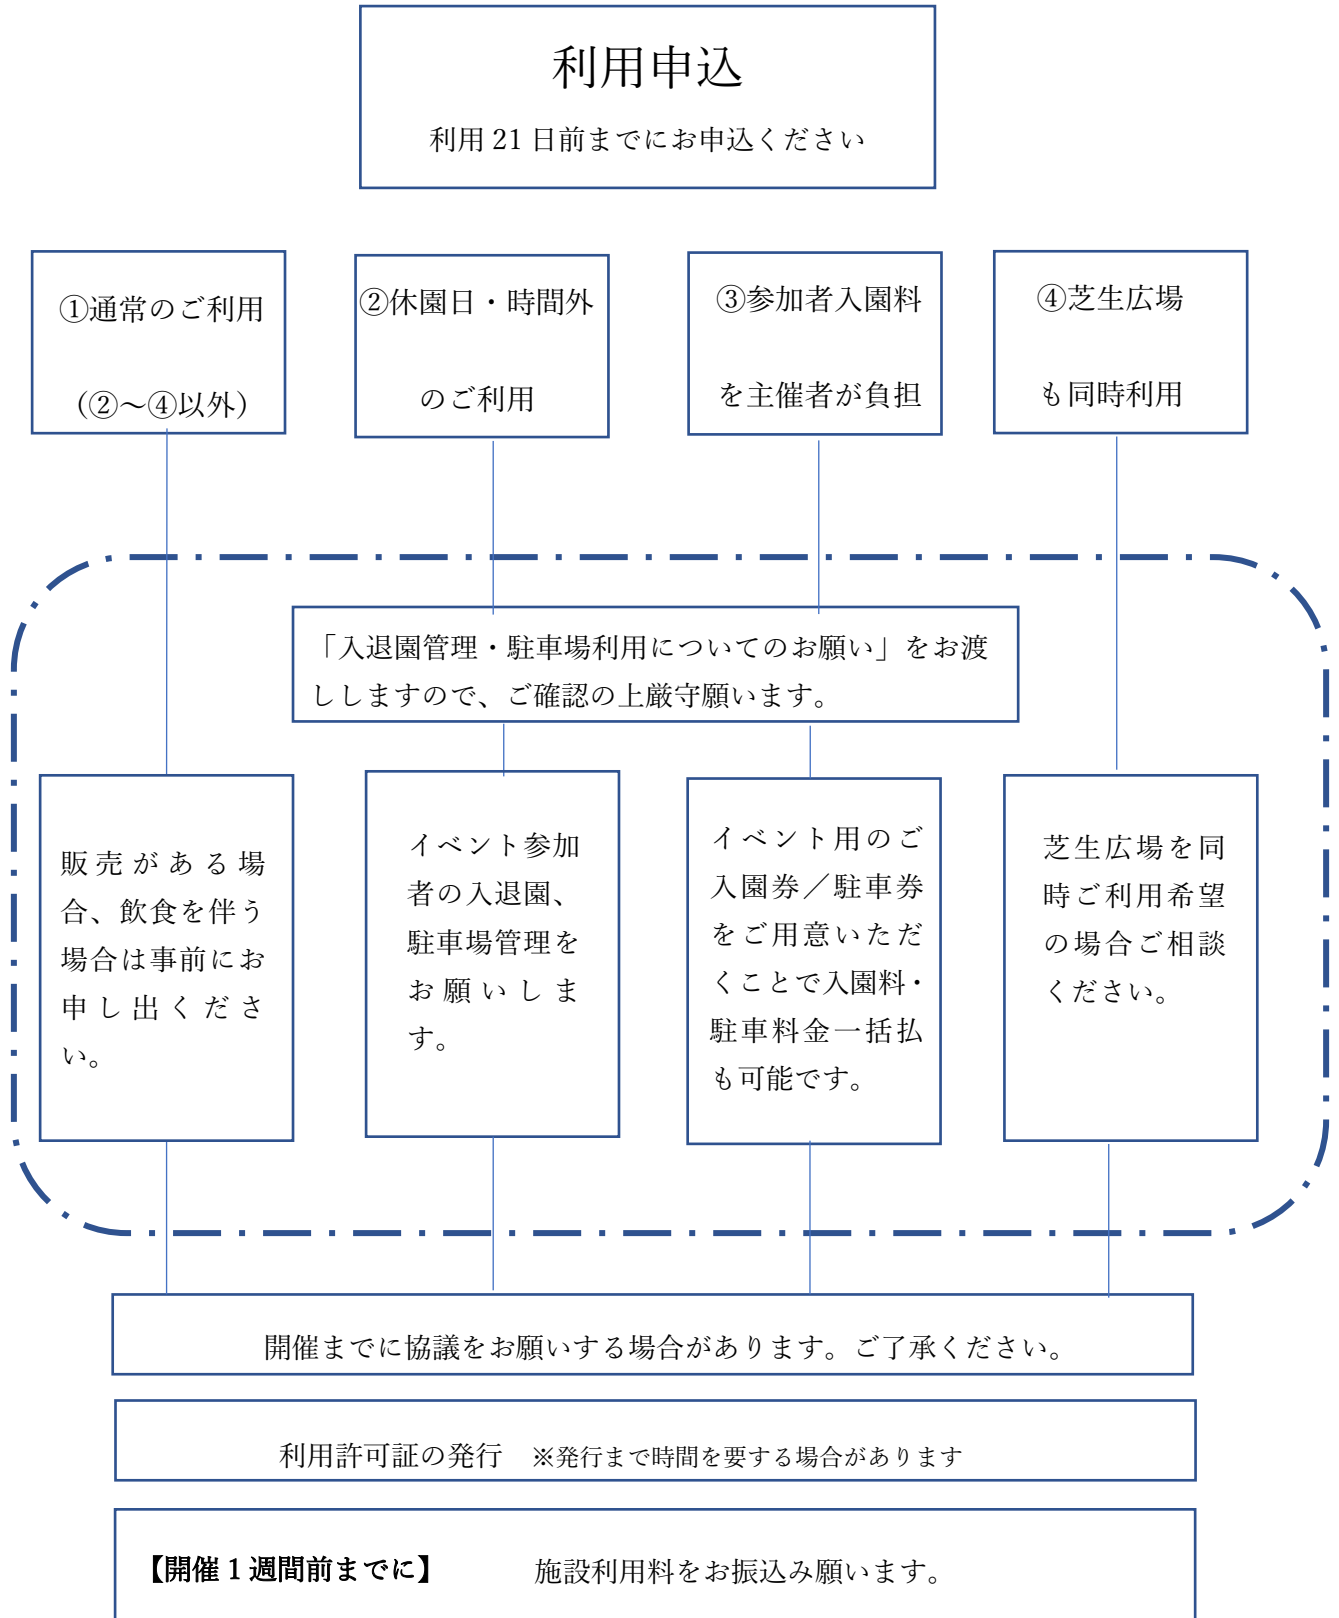 利用申込
利用 21 日前までにお申込ください
①通常のご利用
（②～④以外）
②休園日・時間外
のご利用
③参加者入園料
を主催者が負担
④芝生広場
も同時利用
「入退園管理・駐車場利用についてのお願い」をお渡
ししますので、ご確認の上厳守願います。
販売がある場
合、飲食を伴う
場合は事前にお
申し出くださ
い。
イベント参加
者の入退園、
駐車場管理を
お願いしま
す。
イベント用のご
入園券／駐車券
をご用意いただ
くことで入園料・
駐車料金一括払
も可能です。
芝生広場を同
時ご利用希望
の場合ご相談
ください。
開催までに協議をお願いする場合があります。ご了承ください。
利用許可証の発行　※発行まで時間を要する場合があります
【開催 1 週間前までに】　　　施設利用料をお振込み願います。